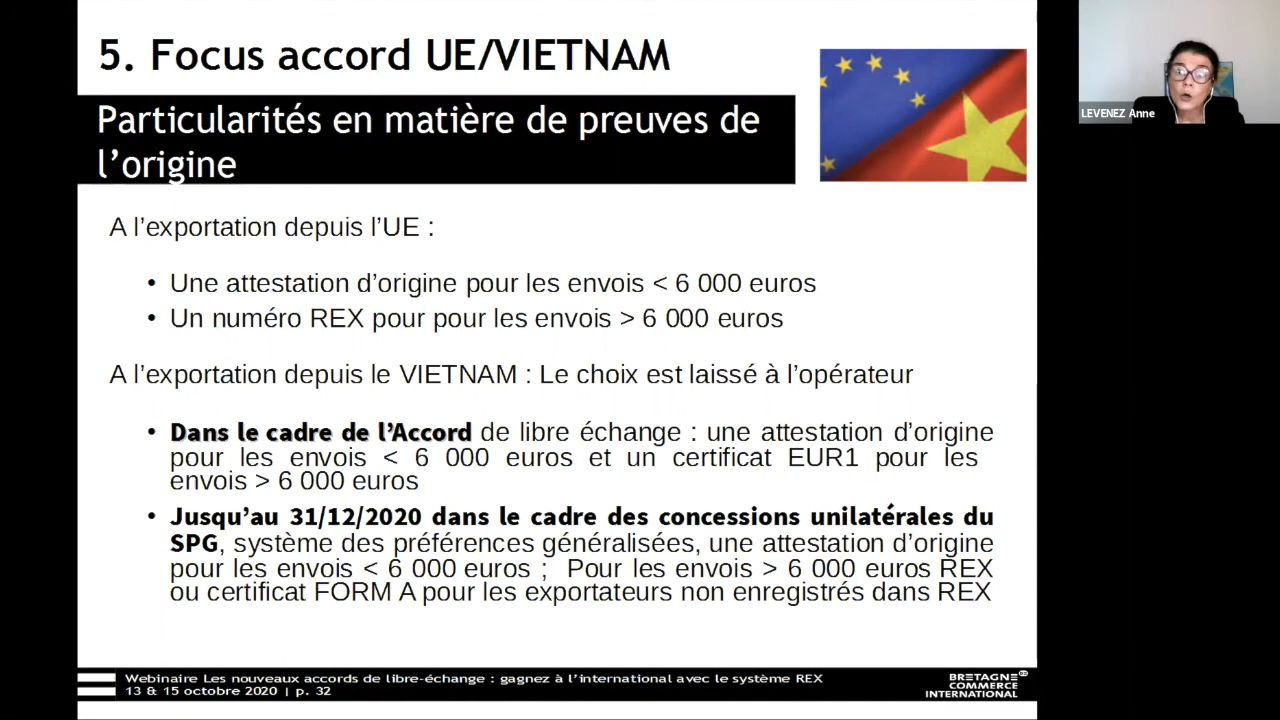 5. Focus accord UE/VIETNAM
Particularités en matière de preuves de
l’origine
LEVENEZ Anne
A l’exportation depuis l’UE :
• Une attestation d’origine pour les envois < 6 000 euros
• Un numéro REX pour pour les envois > 6 000 euros
A l’exportation depuis le VIETNAM : Le choix est laissé à l’opérateur
• Dans le cadre de l’Accord de libre échange : une attestation d’origine
pour les envois < 6 000 euros et un certificat EUR1 pour les
envois > 6 000 euros
• Jusqu’au 31/12/2020 dans le cadre des concessions unilatérales du
SPG, système des préférences généralisées, une attestation d’origine
pour les envois < 6 000 euros ; Pour les envois > 6 000 euros REX
ou certificat FORM A pour les exportateurs non enregistrés dans REX
Webinaire Les nouveaux accords de libre-échange : gagnez à l’international avec le système REX
13 & 15 octobre 2020 | p. 32
BRETAGNE
COMMERCE
INTERNATIONAL